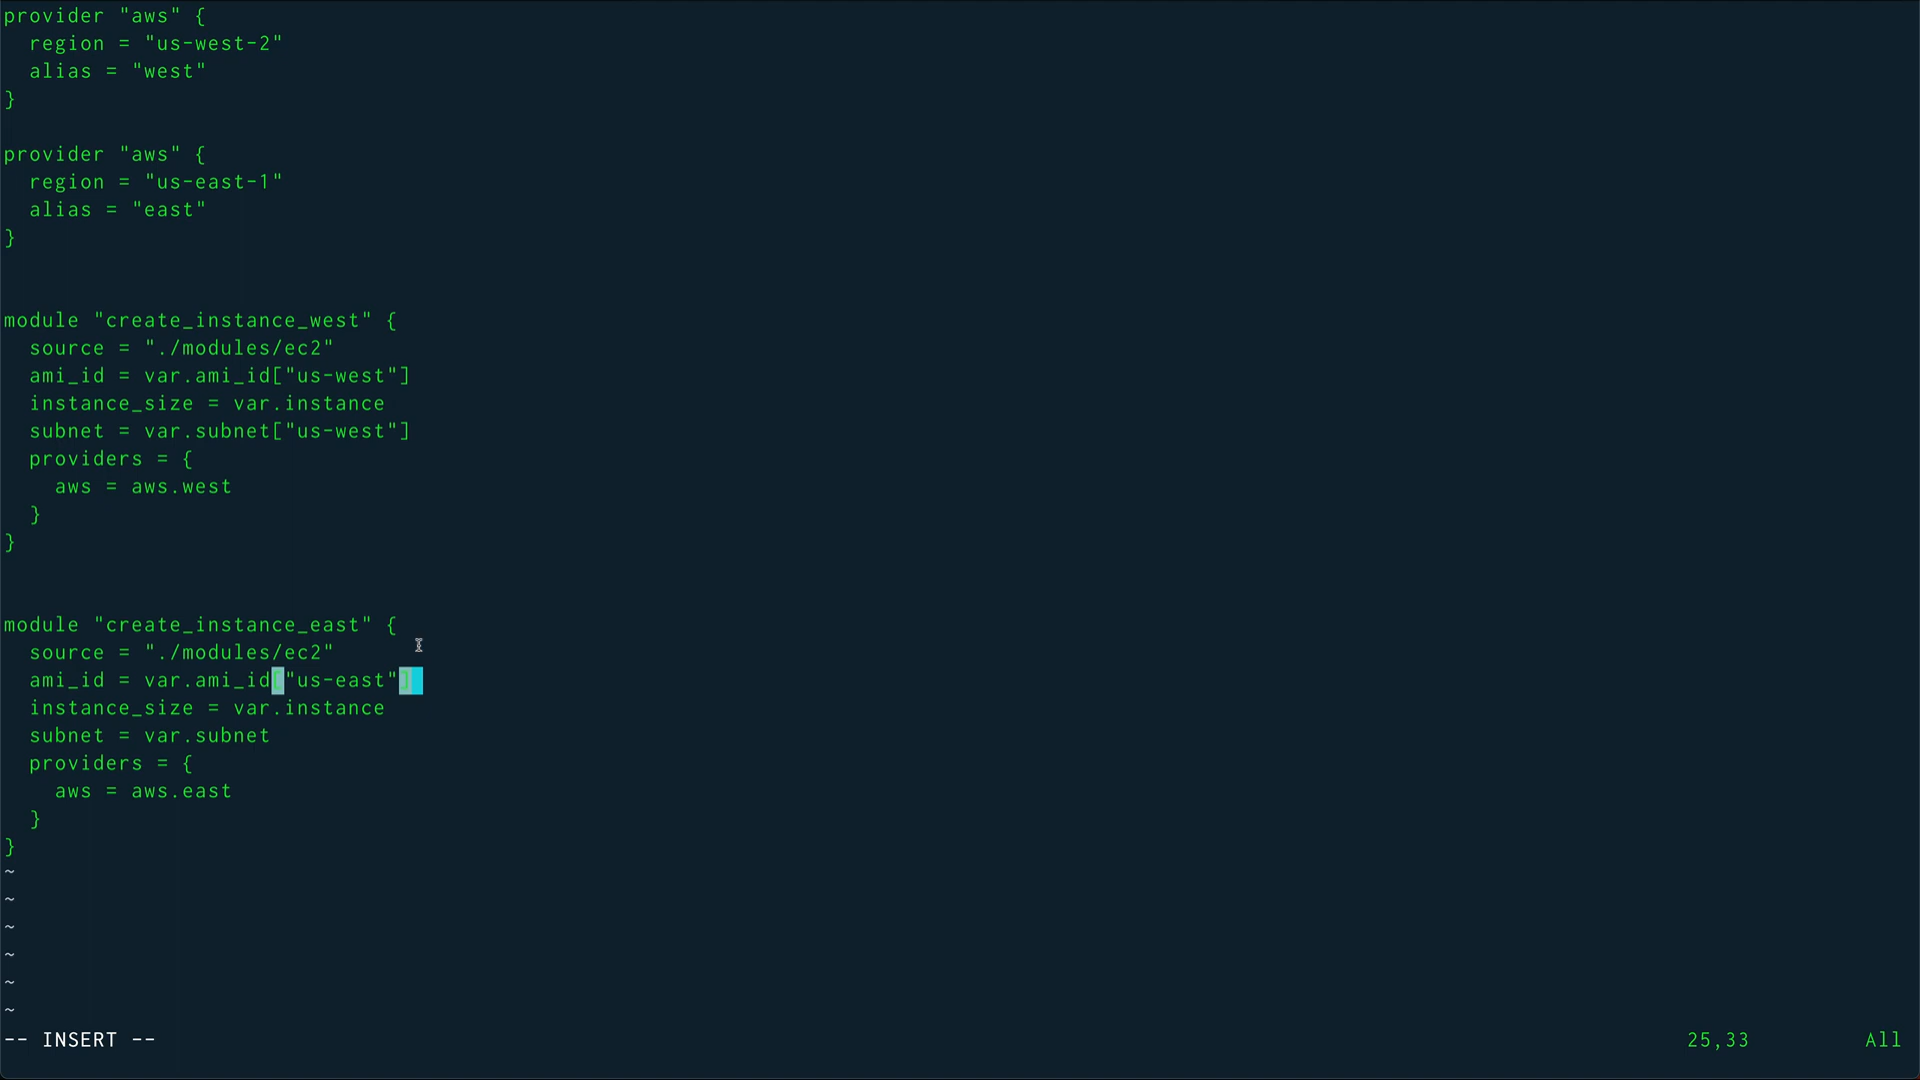 provider "aws" {
  region = "us-west-2"
  alias = "west"
}

provider "aws" {
  region = "us-east-1"
  alias = "east"
}


module "create_instance_west" {
  source = "./modules/ec2"
  ami_id = var.ami_id["us-west"]
  instance_size = var.instance
  subnet = var.subnet["us-west"]
  providers = {
    aws = aws.west
  }
}


module "create_instance_east" {
  source = "./modules/ec2"
  ami_id = var.ami_id["us-east"]
  instance_size = var.instance
  subnet = var.subnet
  providers = {
    aws = aws.east
  }
}
~
~
~
~
~
~
-- INSERT -- 25,33 All